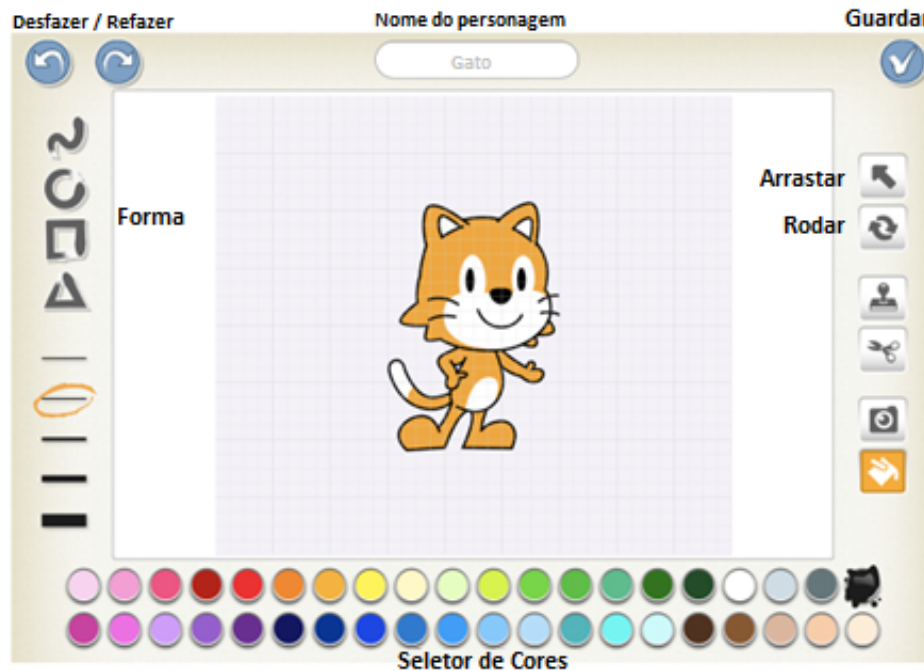 Desfazer / Refazer
Nome do personagem
Guardar
Gato
Arrastar
Forma
Rodar
Seletor de Cores